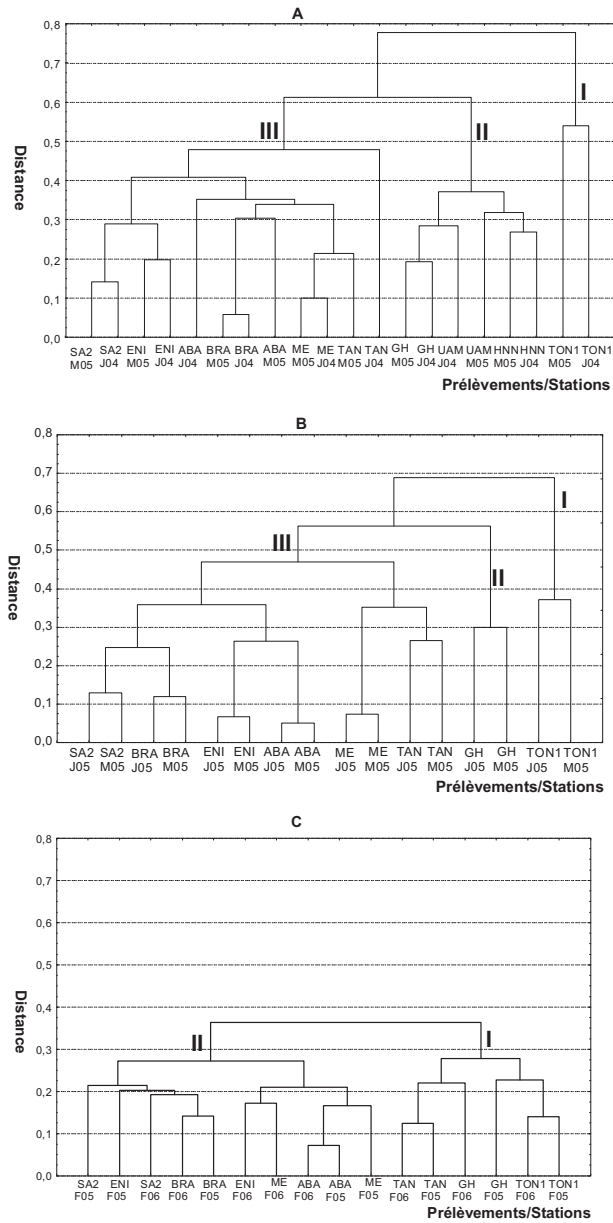 A
0,8
0,7
0,6
0,5
0,4
0,3
0,2
0,1
0,0
Distance
I
II
III
SA2 SA2 ENI ENI ABA BRA BRA ABA ME ME TAN TAN GH GH UAM UAM HNN HNN TON1 TON1
M05 J04 M05 J04 J04 M05 J04 M05 M05 J04 M05 J04 M05 J04 J04 M05 M05 J04 M05 J04
Prélèvements/Stations
B
0,8
0,7
0,6
0,5
0,4
0,3
0,2
0,1
0,0
Distance
I
III
II
SA2 SA2 BRA BRA ENI ENI ABA ABA ME ME TAN TAN GH GH TON1 TON1
J05 M05 J05 M05 J05 M05 J05 M05 J05 M05 J05 M05 J05 M05 J05 M05
Prélèvements/Stations
C
0,8
0,7
0,6
0,5
0,4
0,3
0,2
0,1
0,0
Distance
II
I
SA2 ENI SA2 BRA BRA ENI ME ABA ABA ME TAN TAN GH GH TON1 TON1
F05 F05 F06 F06 F05 F06 F06 F06 F05 F05 F06 F05 F06 F05 F06 F05
Prélèvements/Stations